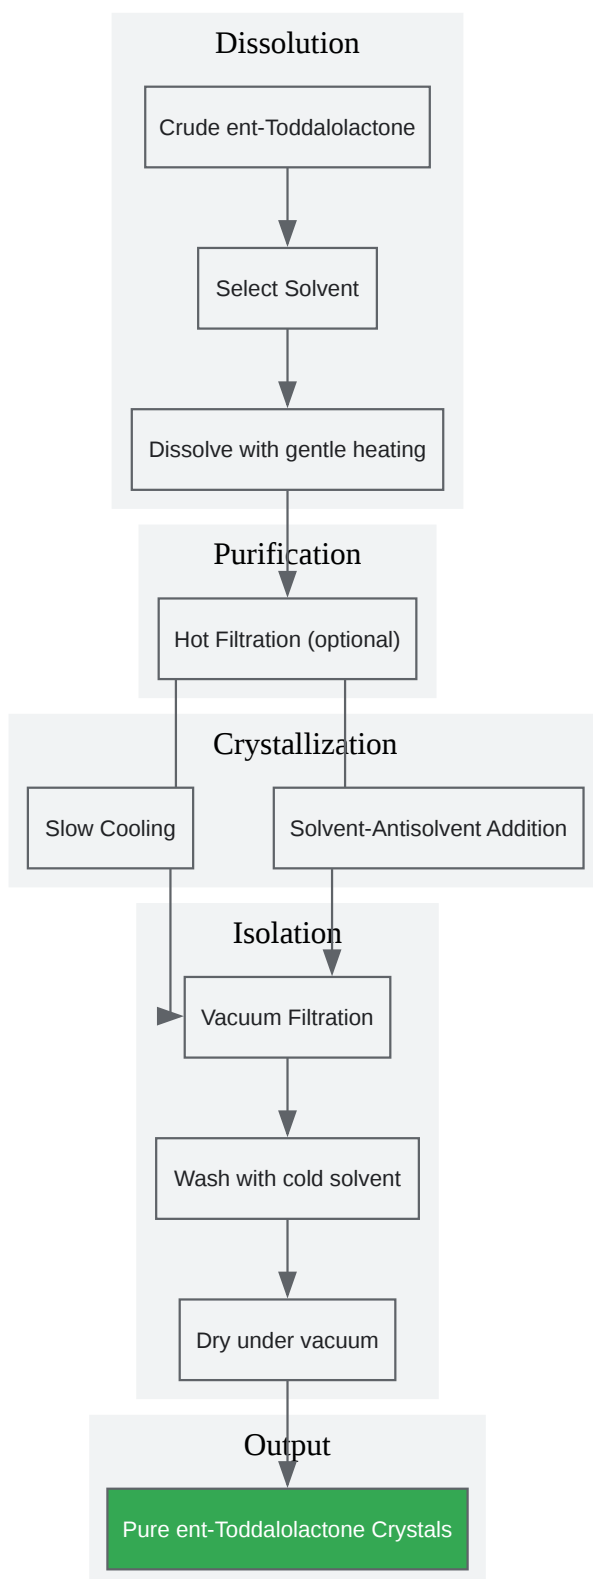 Dissolution
Crude ent-Toddalolactone
Select Solvent
Dissolve with gentle heating
Purification
Hot Filtration (optional)
Crystallization
Slow Cooling
Solvent-Antisolvent Addition
Isolation
Vacuum Filtration
Wash with cold solvent
Dry under vacuum
Output
Pure ent-Toddalolactone Crystals